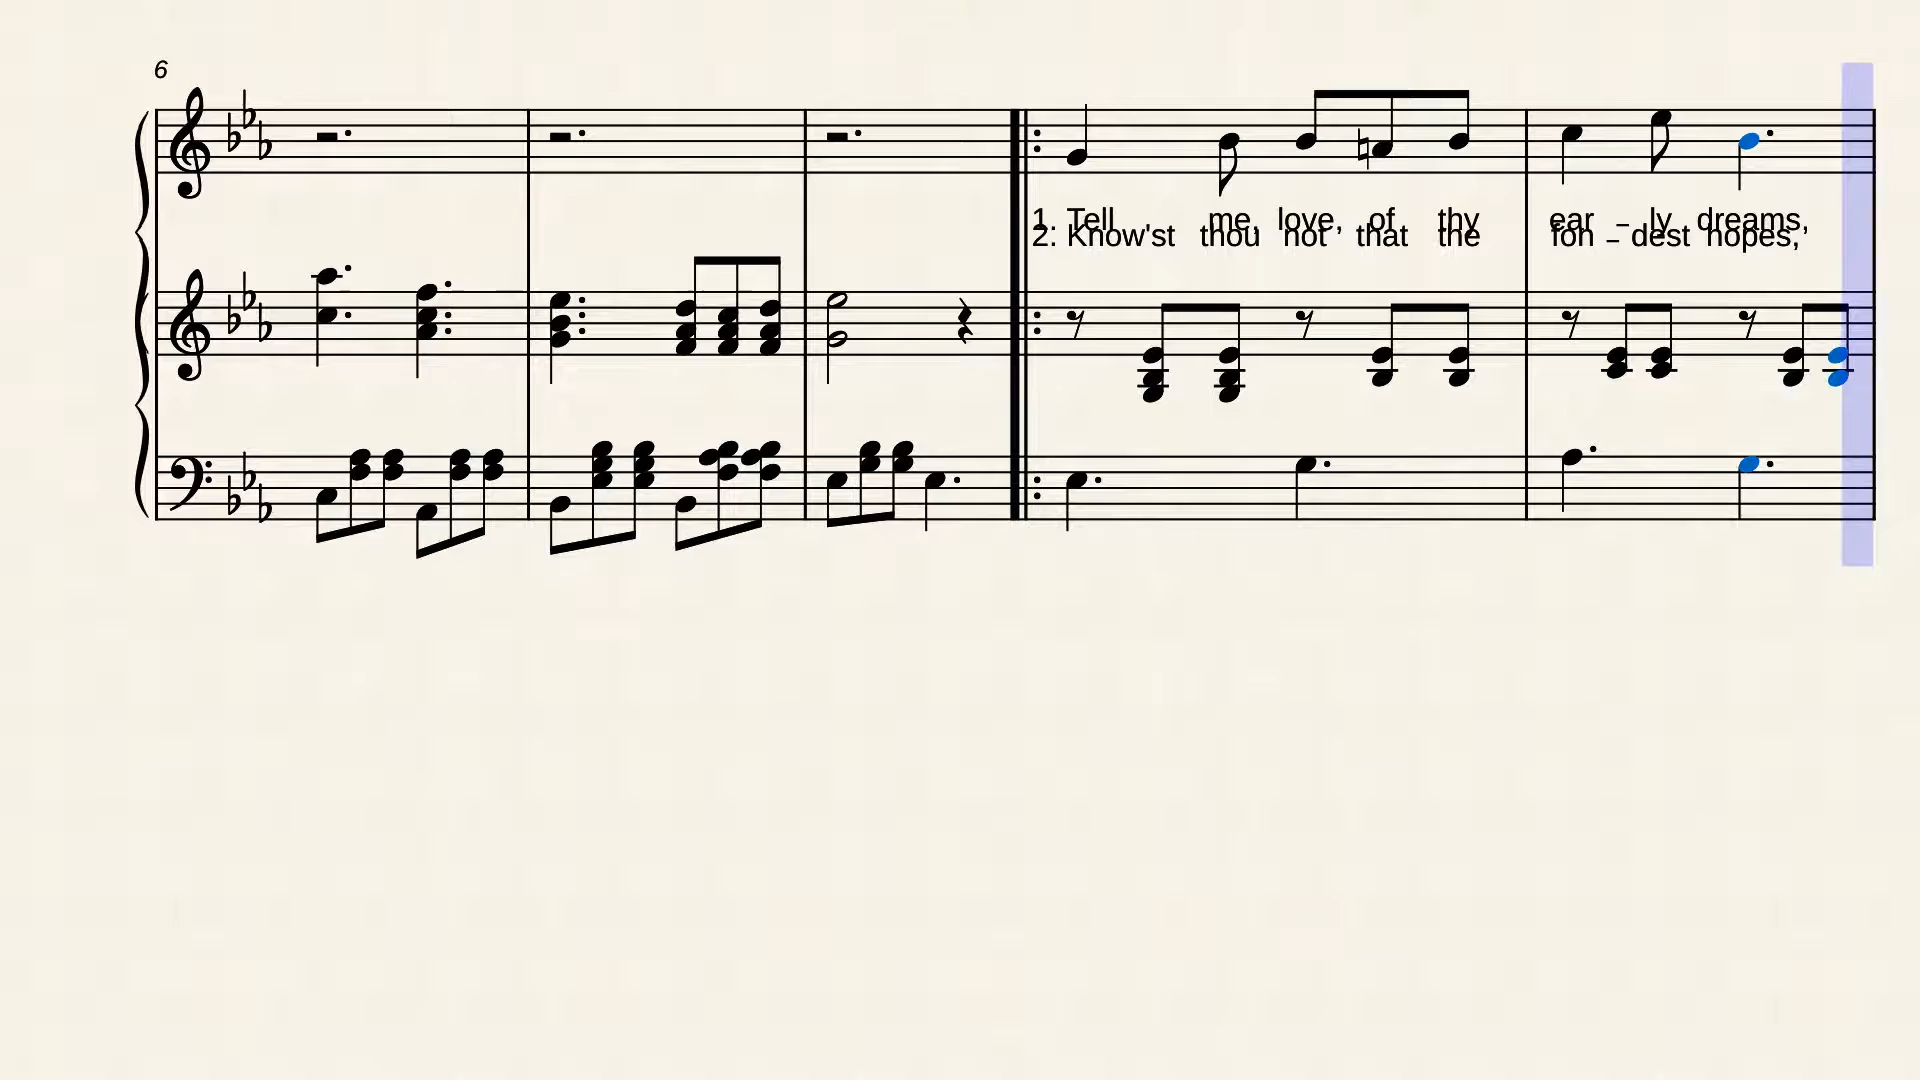 6
1. Tell me, love, of thy ear – ly dreams,
2. Know'st thou not that the fon – dest hopes,